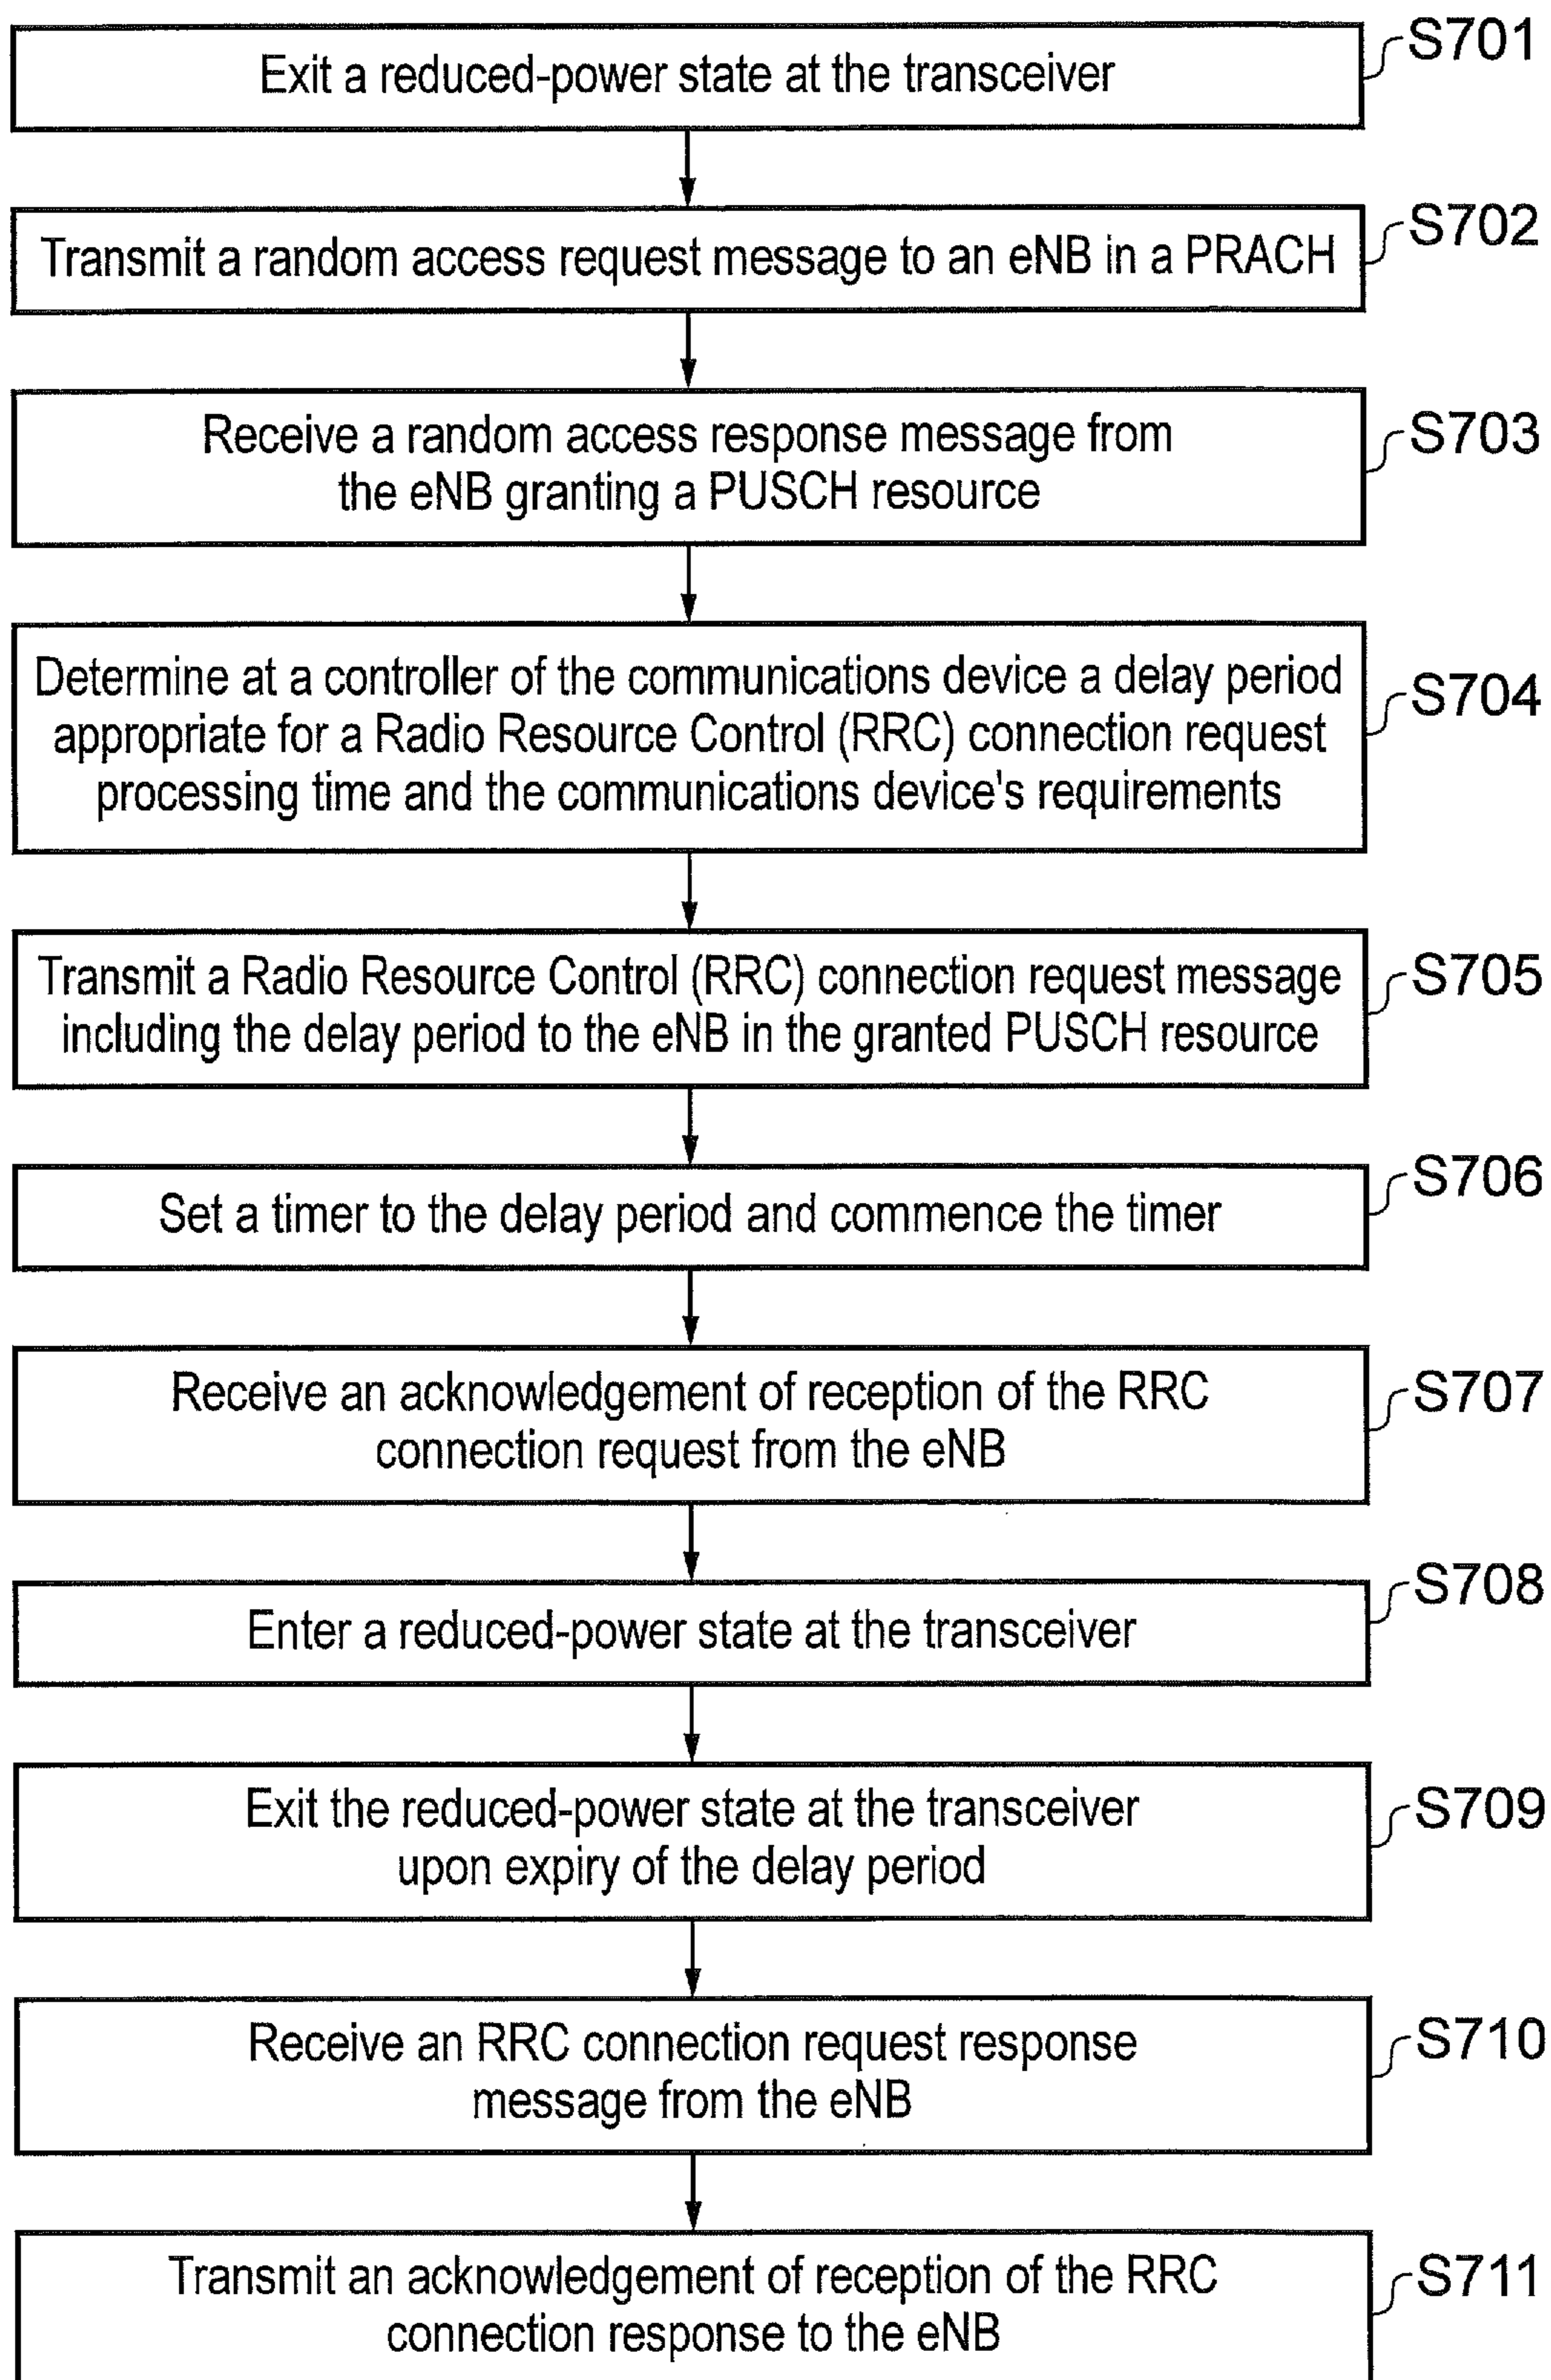 Exit a reduced-power state at the transceiver
S701
Transmit a random access request message to an eNB in a PRACH
S702
Receive a random access response message from
the eNB granting a PUSCH resource
S703
Determine at a controller of the communications device a delay period
appropriate for a Radio Resource Control (RRC) connection request
processing time and the communications device's requirements
S704
Transmit a Radio Resource Control (RRC) connection request message
including the delay period to the eNB in the granted PUSCH resource
S705
Set a timer to the delay period and commence the timer
S706
Receive an acknowledgement of reception of the RRC
connection request from the eNB
S707
Enter a reduced-power state at the transceiver
S708
Exit the reduced-power state at the transceiver
upon expiry of the delay period
S709
Receive an RRC connection request response
message from the eNB
S710
Transmit an acknowledgement of reception of the RRC
connection response to the eNB
S711